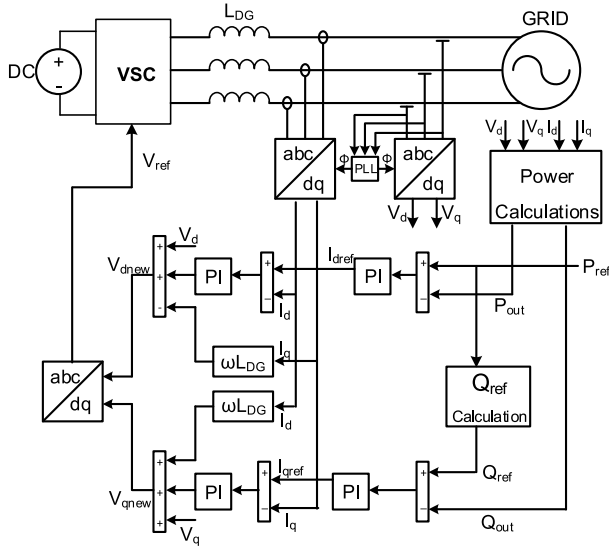 L_DG
GRID
DC
+
-
VSC
V_ref
abc
dq
Φ
PLL
Φ
abc
dq
V_d
V_q
V_d
V_q
I_d
I_q
Power
Calculations
V_d
V_dnew
+
+
-
PI
+
−
I_dref
I_d
PI
+
−
P_ref
P_out
I_q
ωL_DG
ωL_DG
I_d
abc
dq
Q_ref
Calculation
V_qnew
+
+
+
PI
+
−
I_qref
I_q
PI
+
−
Q_ref
Q_out
V_q